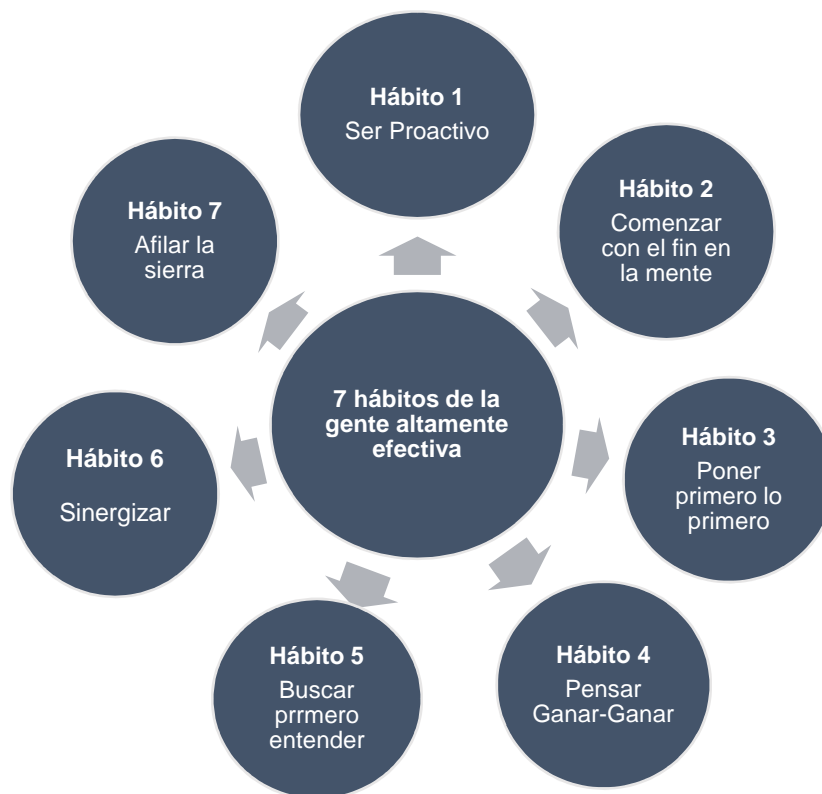 Hábito 1
Ser Proactivo
Hábito 2
Comenzar
con el fin en
la mente
Hábito 3
Poner
primero lo
primero
Hábito 4
Pensar
Ganar-Ganar
Hábito 5
Buscar
prrmero
entender
Hábito 6
Sinergizar
Hábito 7
Afilar la
sierra
7 hábitos de la
gente altamente
efectiva